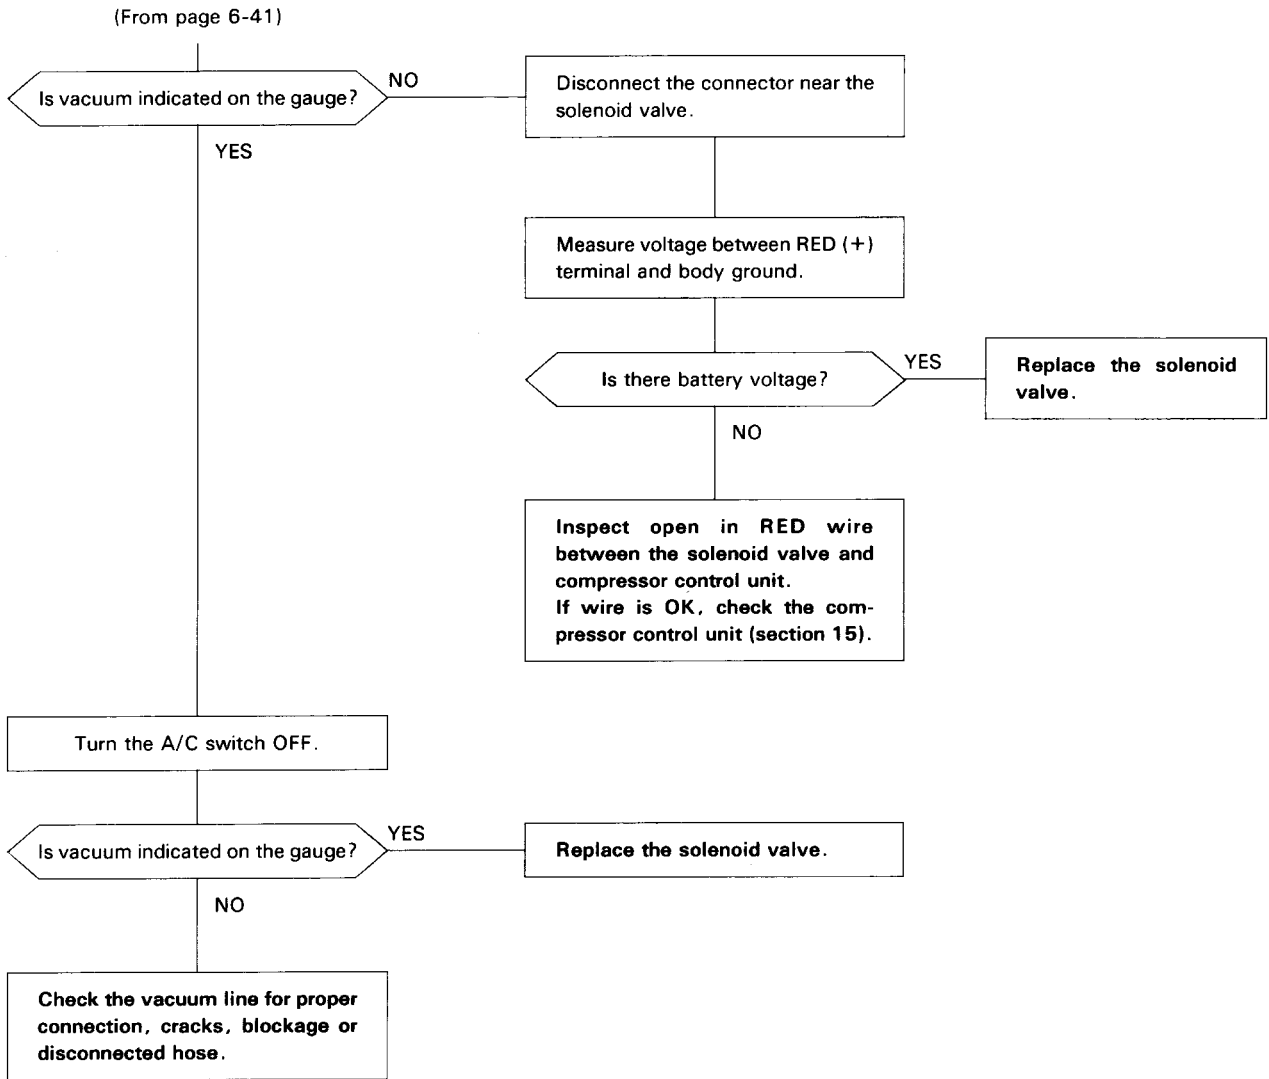 (From page 6-41)
Is vacuum indicated on the gauge?
NO
Disconnect the connector near the
solenoid valve.
YES
Measure voltage between RED (+)
terminal and body ground.
Is there battery voltage?
YES
Replace the solenoid
valve.
NO
Inspect open in RED wire
between the solenoid valve and
compressor control unit.
If wire is OK, check the com-
pressor control unit (section 15).
Turn the A/C switch OFF.
Is vacuum indicated on the gauge?
YES
Replace the solenoid valve.
NO
Check the vacuum line for proper
connection, cracks, blockage or
disconnected hose.